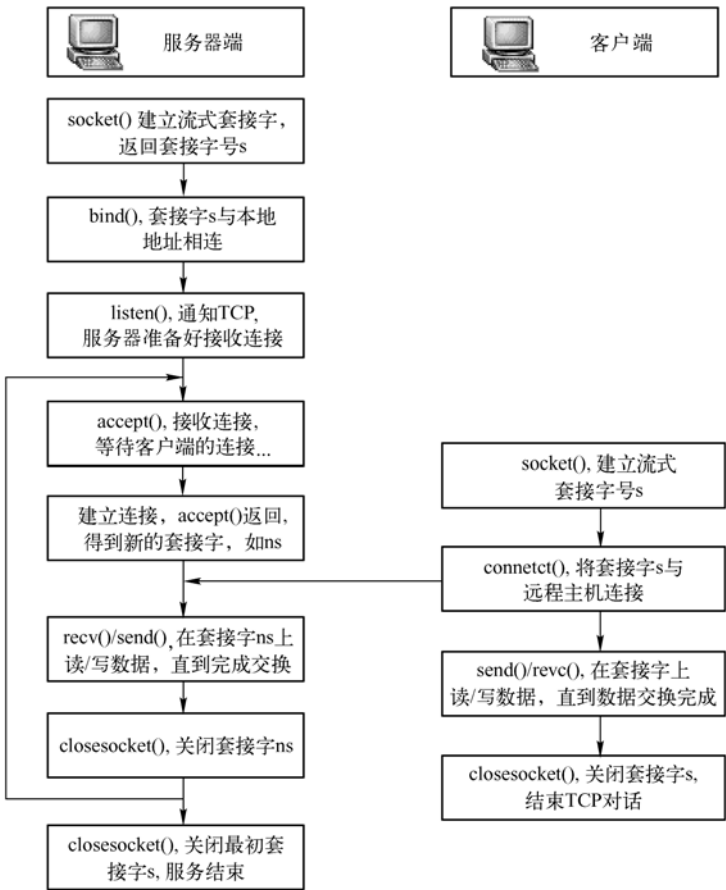 服务器端
客户端
socket() 建立流式套接字，
返回套接字号s
bind(), 套接字s与本地
地址相连
listen(), 通知TCP,
服务器准备好接收连接
accept(), 接收连接,
等待客户端的连接...
建立连接，accept()返回,
得到新的套接字，如ns
recv()/send(), 在套接字ns上
读/写数据，直到完成交换
closesocket(), 关闭套接字ns
closesocket(), 关闭最初套
接字s, 服务结束
socket(), 建立流式
套接字号s
connetct(), 将套接字s与
远程主机连接
send()/revc(), 在套接字上
读/写数据，直到数据交换完成
closesocket(), 关闭套接字s,
结束TCP对话